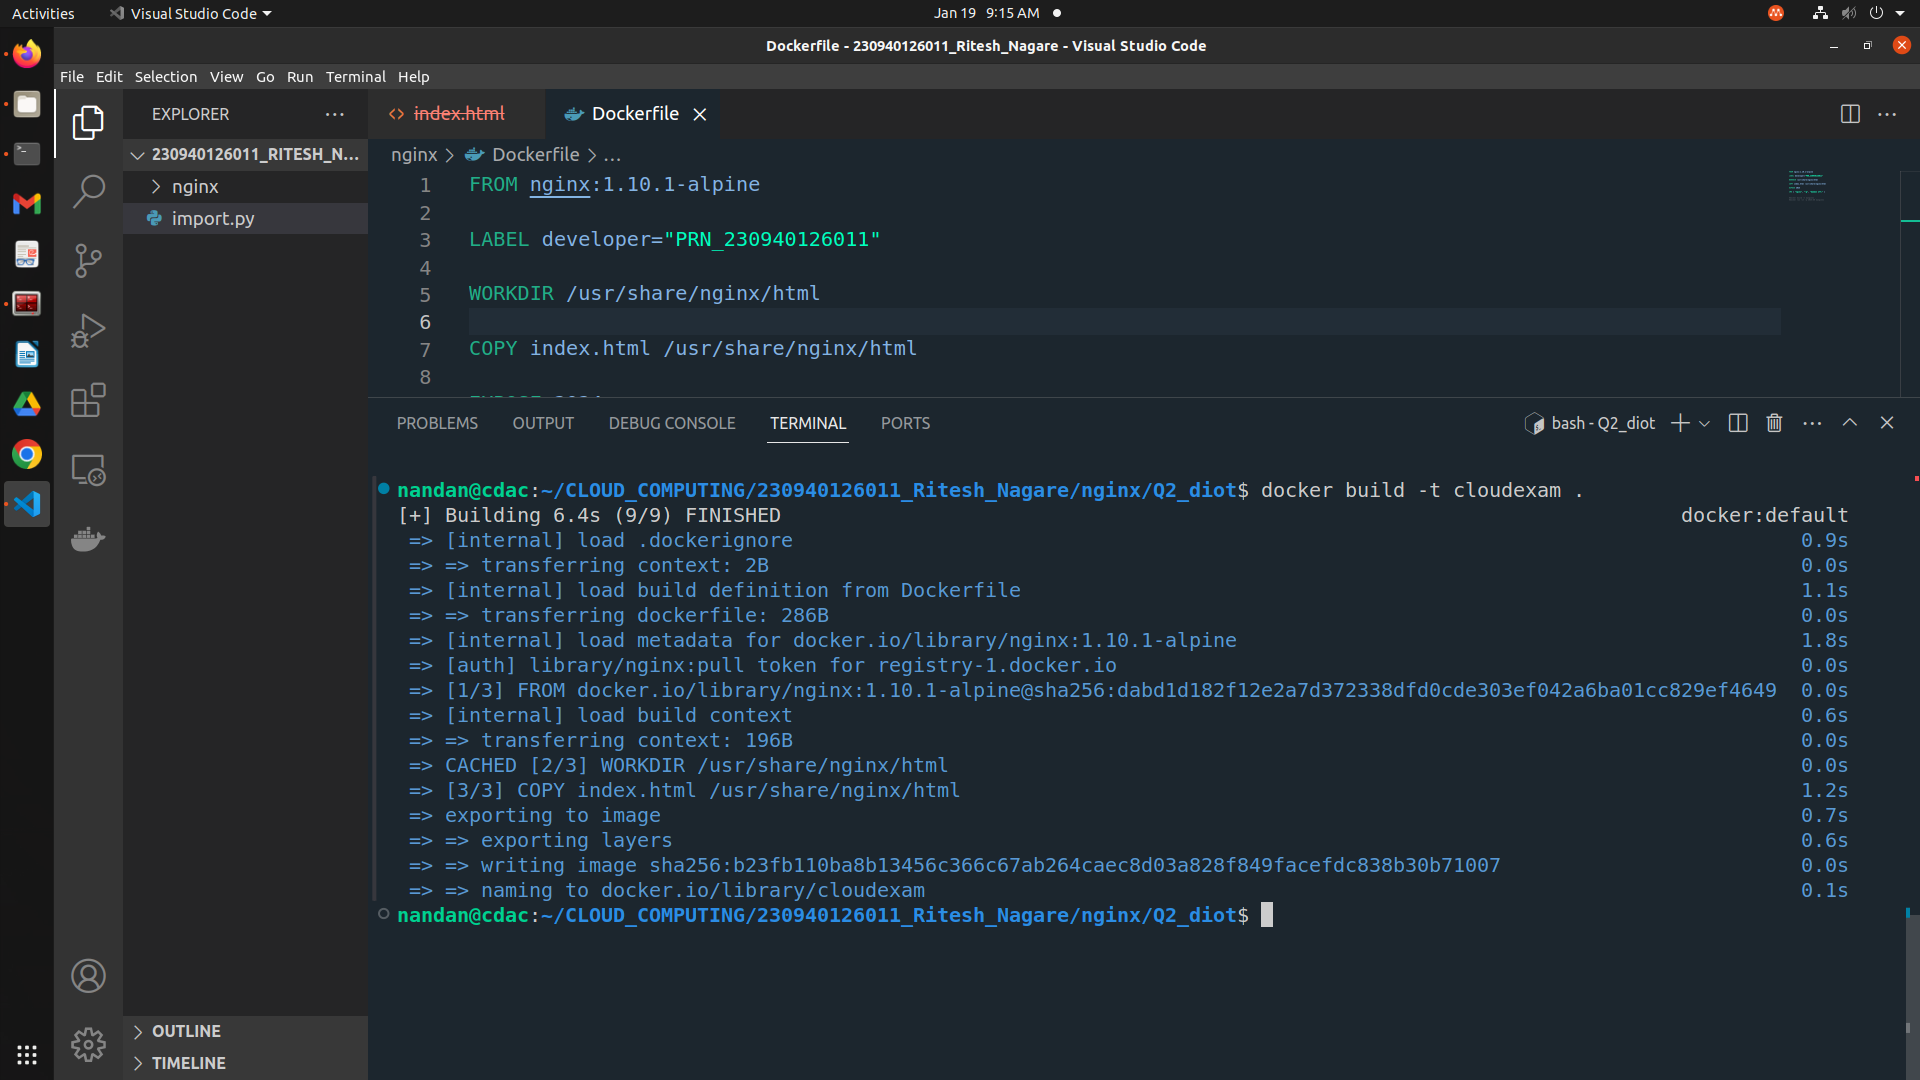 Activities
Visual Studio Code
Jan 19 9:15 AM
Dockerfile - 230940126011_Ritesh_Nagare - Visual Studio Code
File Edit Selection View Go Run Terminal Help
EXPLORER
index.html
Dockerfile
230940126011_RITESH_N...
nginx
import.py
nginx > Dockerfile > ...
1 FROM nginx:1.10.1-alpine
2
3 LABEL developer="PRN_230940126011"
4
5 WORKDIR /usr/share/nginx/html
6
7 COPY index.html /usr/share/nginx/html
8
PROBLEMS OUTPUT DEBUG CONSOLE TERMINAL PORTS
bash - Q2_diot
nandan@cdac:~/CLOUD_COMPUTING/230940126011_Ritesh_Nagare/nginx/Q2_diot$ docker build -t cloudexam .
[+] Building 6.4s (9/9) FINISHED docker:default
=> [internal] load .dockerignore 0.9s
=> => transferring context: 2B 0.0s
=> [internal] load build definition from Dockerfile 1.1s
=> => transferring dockerfile: 286B 0.0s
=> [internal] load metadata for docker.io/library/nginx:1.10.1-alpine 1.8s
=> [auth] library/nginx:pull token for registry-1.docker.io 0.0s
=> [1/3] FROM docker.io/library/nginx:1.10.1-alpine@sha256:dabd1d182f12e2a7d372338dfd0cde303ef042a6ba01cc829ef4649 0.0s
=> [internal] load build context 0.6s
=> => transferring context: 196B 0.0s
=> CACHED [2/3] WORKDIR /usr/share/nginx/html 0.0s
=> [3/3] COPY index.html /usr/share/nginx/html 1.2s
=> exporting to image 0.7s
=> => exporting layers 0.6s
=> => writing image sha256:b23fb110ba8b13456c366c67ab264caec8d03a828f849facefdc838b30b71007 0.0s
=> => naming to docker.io/library/cloudexam 0.1s
nandan@cdac:~/CLOUD_COMPUTING/230940126011_Ritesh_Nagare/nginx/Q2_diot$
OUTLINE
TIMELINE